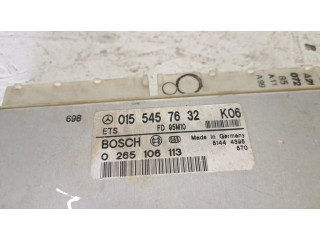 698
015 545 76 32 K06
ETS FD 95M10
BOSCH Made in Germany
0 265 106 113 5144 4395
570